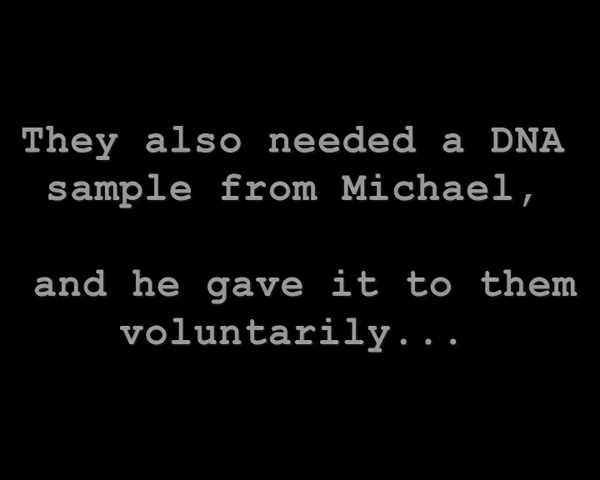 They also needed a DNA
sample from Michael,
and he gave it to them
voluntarily...